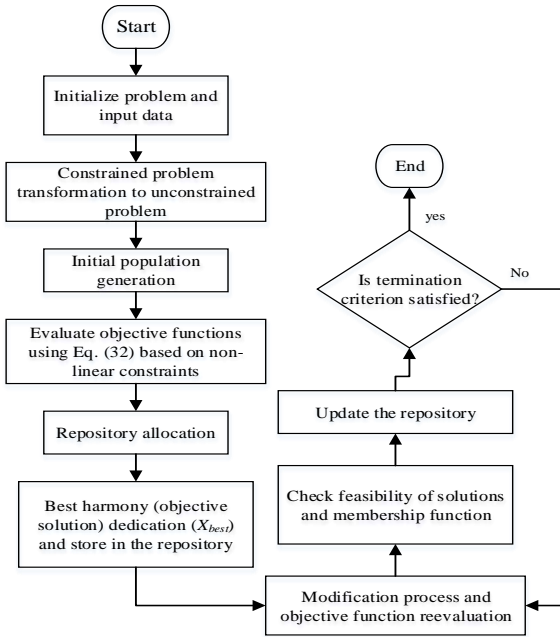 Start
Initialize problem and
input data
Constrained problem
transformation to unconstrained
problem
Initial population
generation
Evaluate objective functions
using Eq. (32) based on non-
linear constraints
Repository allocation
Best harmony (objective
solution) dedication (Xbest)
and store in the repository
Modification process and
objective function reevaluation
Check feasibility of solutions
and membership function
Update the repository
Is termination
criterion satisfied?
No
yes
End